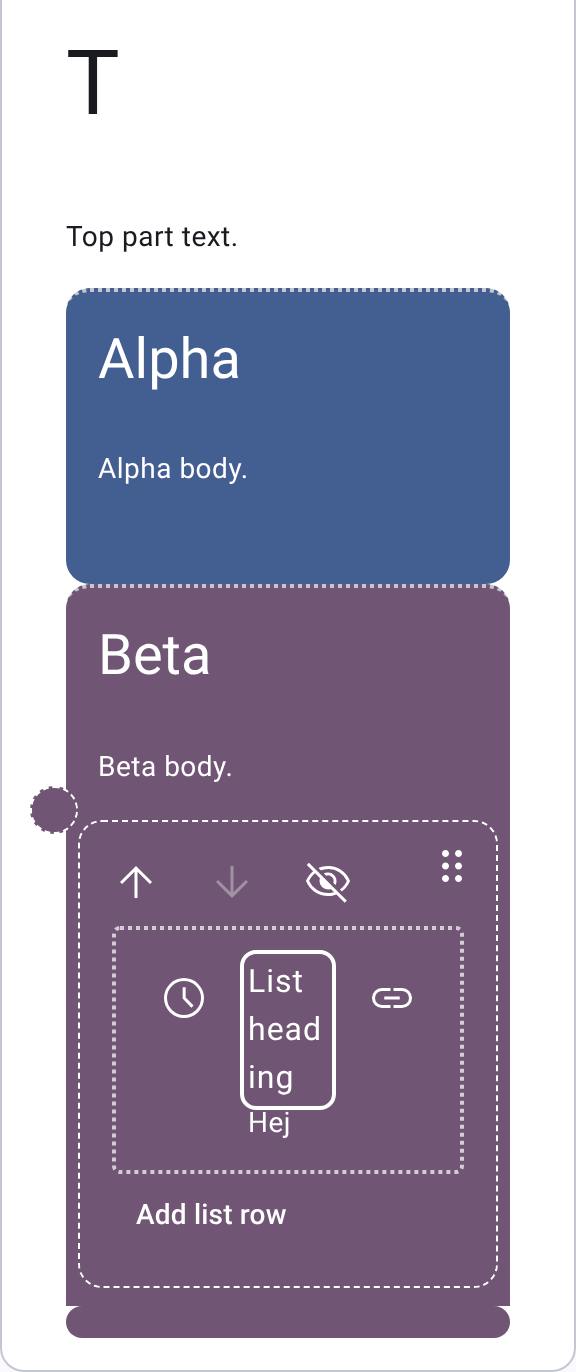 T
Top part text.
Alpha
Alpha body.
Beta
Beta body.
List
head
ing
Hej
Add list row